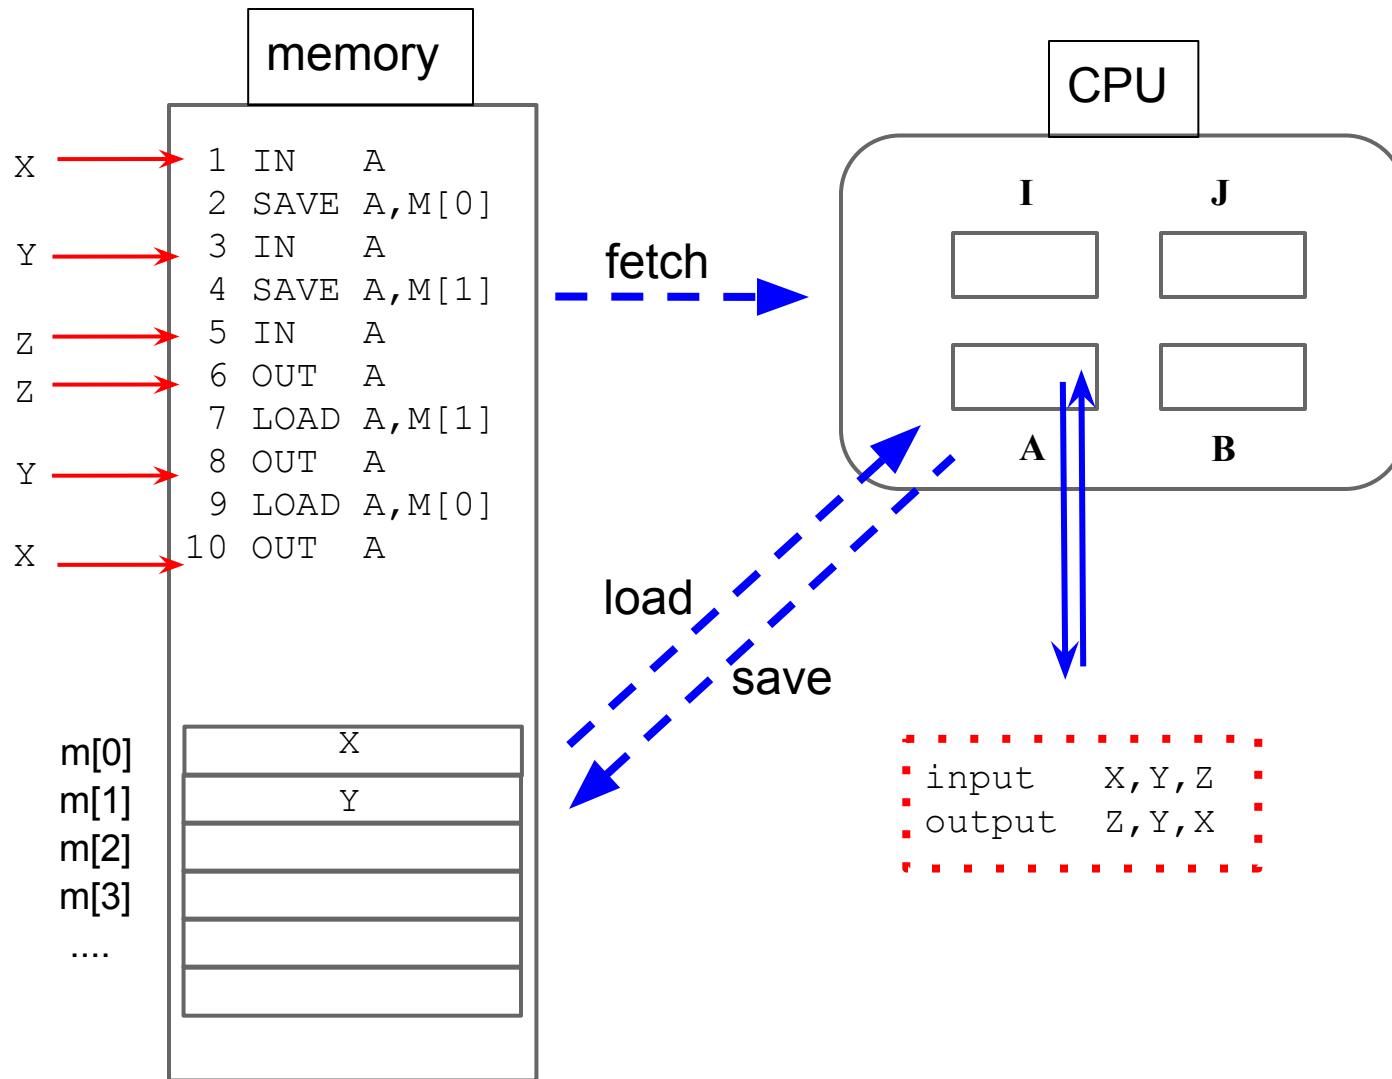 memory
CPU
X
Y
Z
Z
Y
X
1 IN A
2 SAVE A,M[0]
3 IN A
4 SAVE A,M[1]
5 IN A
6 OUT A
7 LOAD A,M[1]
8 OUT A
9 LOAD A,M[0]
10 OUT A
fetch
I J
A B
load
save
m[0] X
m[1] Y
m[2]
m[3]
....
input X,Y,Z
output Z,Y,X